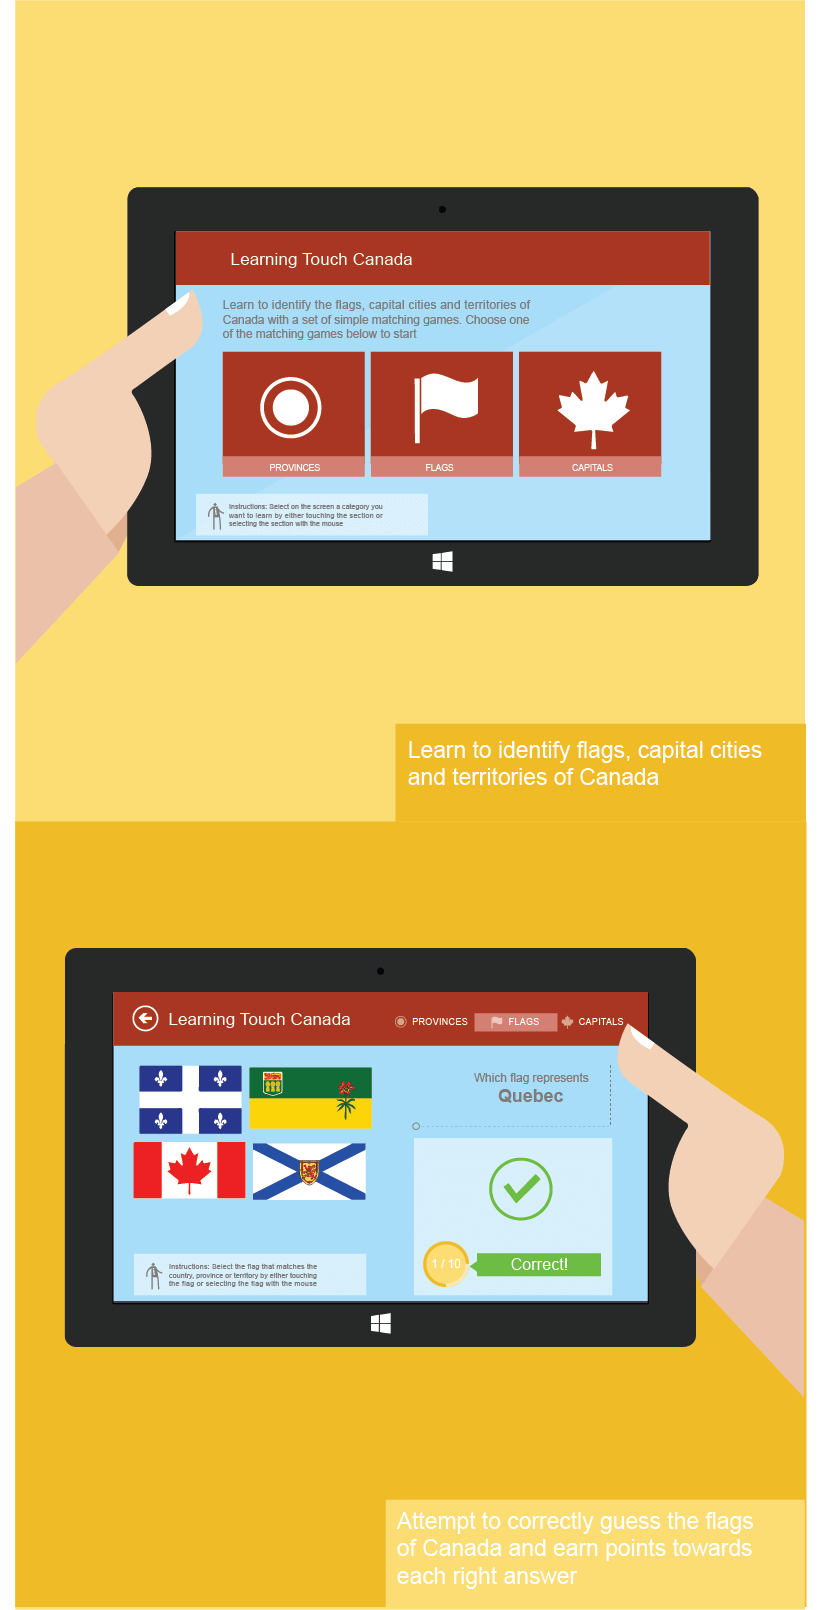 Learning Touch Canada
Learn to identify the flags, capital cities and territories of
Canada with a set of simple matching games. Choose one
of the matching games below to start
PROVINCES
FLAGS
CAPITALS
Instructions: Select on the screen a category you
want to learn by either touching the section or
selecting the section with the mouse
Learn to identify flags, capital cities
and territories of Canada
Learning Touch Canada
PROVINCES
FLAGS
CAPITALS
Which flag represents
Quebec
1 / 10
Correct!
Instructions: Select the flag that matches the
country, province or territory by either touching
the flag or selecting the flag with the mouse
Attempt to correctly guess the flags
of Canada and earn points towards
each right answer